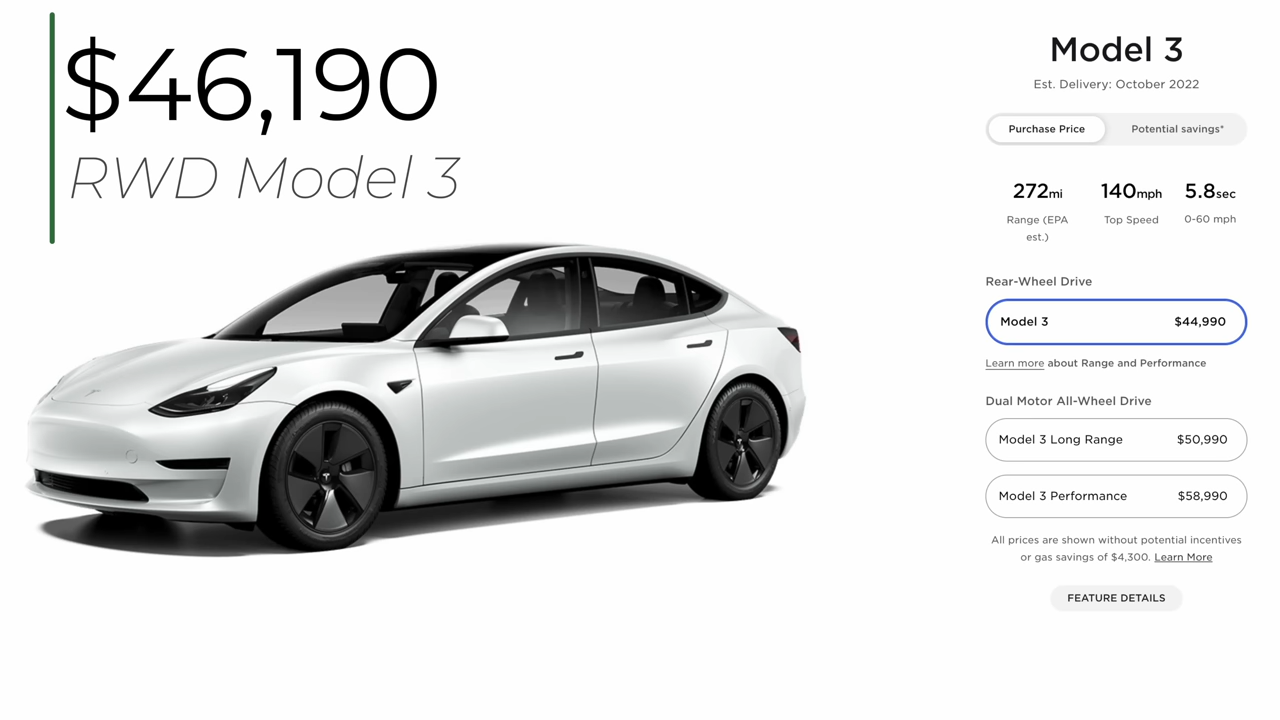 $46,190
RWD Model 3
Model 3
Est. Delivery: October 2022
Purchase Price
Potential savings*
272mi
140mph
5.8sec
Range (EPA
est.)
Top Speed
0-60 mph
Rear-Wheel Drive
Model 3
$44,990
Learn more about Range and Performance
Dual Motor All-Wheel Drive
Model 3 Long Range
$50,990
Model 3 Performance
$58,990
All prices are shown without potential incentives
or gas savings of $4,300. Learn More
FEATURE DETAILS